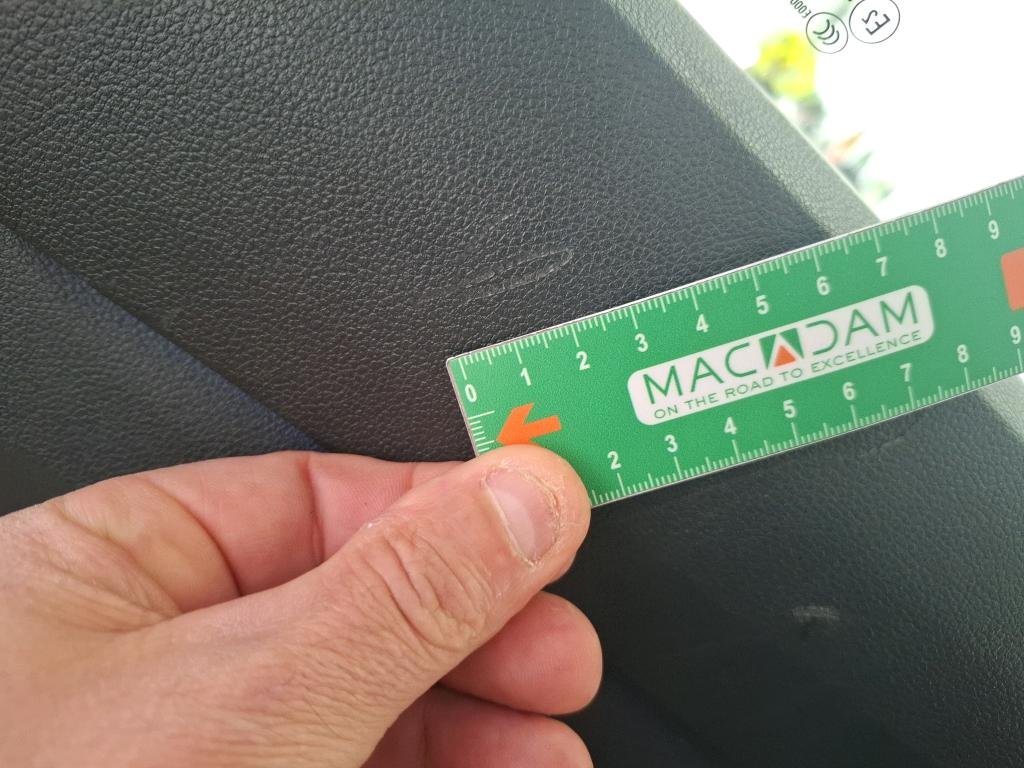 0 1 2 3 4 5 6 7 8 9
MACADAM
ON THE ROAD TO EXCELLENCE
2 3 4 5 6 7 8 9